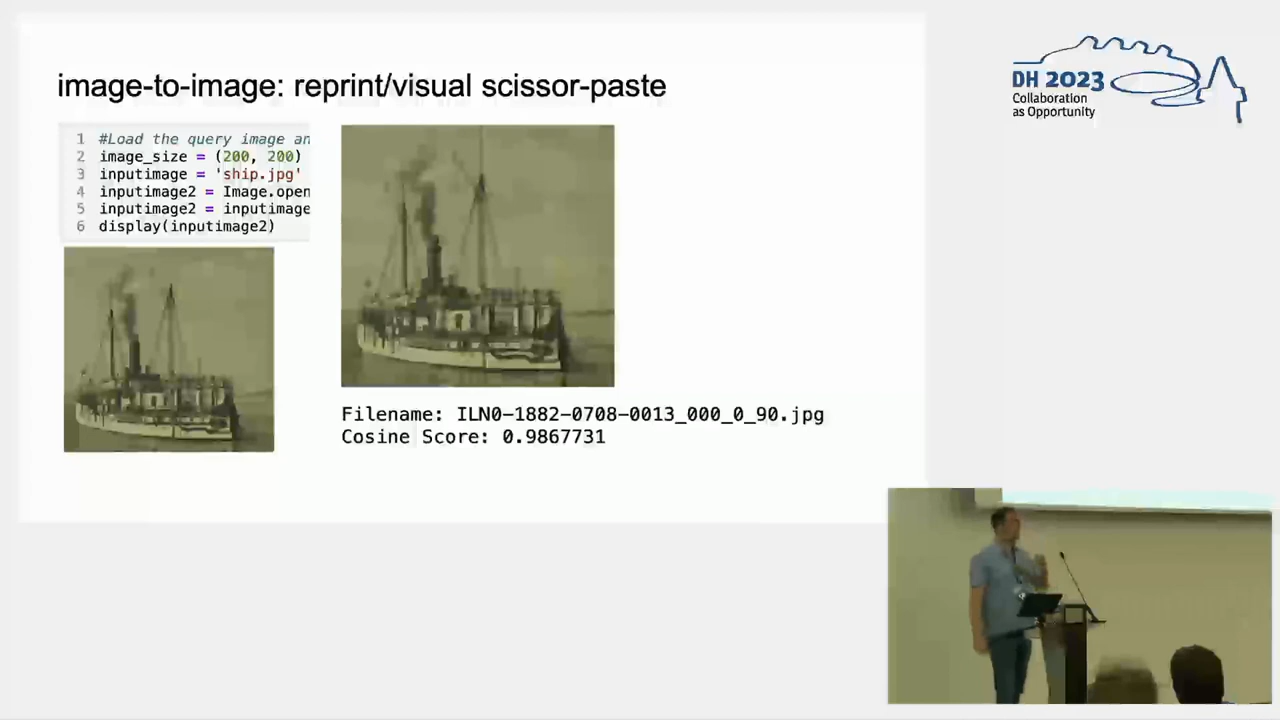 image-to-image: reprint/visual scissor-paste
1 #Load the query image an
2 image_size = (200, 200)
3 inputimage = 'ship.jpg'
4 inputimage2 = Image.open
5 inputimage2 = inputimage
6 display(inputimage2)
Filename: ILN0-1882-0708-0013_000_0_90.jpg
Cosine Score: 0.9867731
DH 2023
Collaboration
as Opportunity